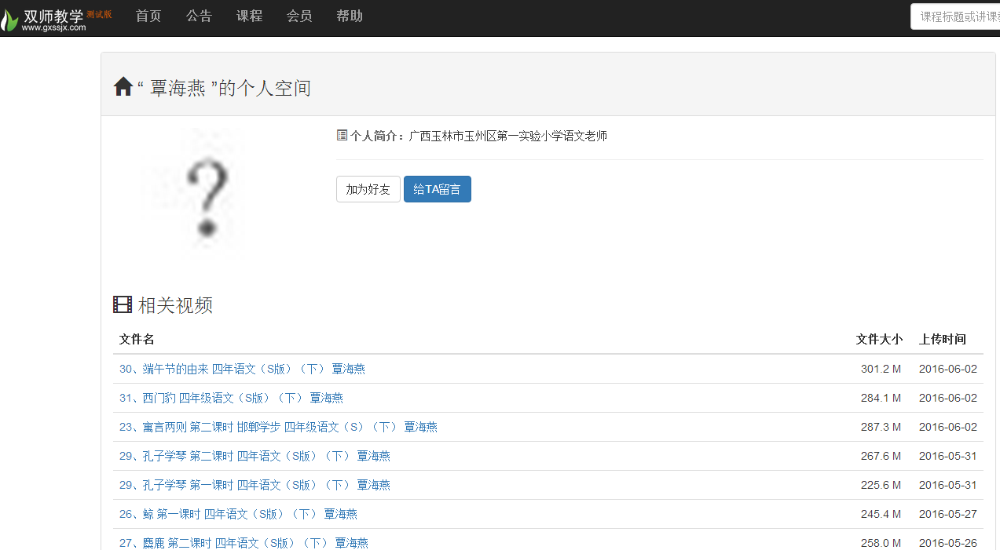 双师教学 测试版 首页 公告 课程 会员 帮助 课程标题或讲课
www.gxssjx.com
“ 覃海燕 ”的个人空间
个人简介：广西玉林市玉州区第一实验小学语文老师
加为好友 给TA留言
相关视频
文件名 文件大小 上传时间
30、端午节的由来 四年语文（S版）（下） 覃海燕 301.2 M 2016-06-02
31、西门豹 四年级语文（S版）（下） 覃海燕 284.1 M 2016-06-02
23、寓言两则 第二课时 邯郸学步 四年级语文（S）（下） 覃海燕 287.3 M 2016-06-02
29、孔子学琴 第二课时 四年语文（S版）（下） 覃海燕 267.6 M 2016-05-31
29、孔子学琴 第一课时 四年语文（S版）（下） 覃海燕 225.6 M 2016-05-31
26、鲸 第一课时 四年语文（S版）（下） 覃海燕 245.4 M 2016-05-27
27、麋鹿 第二课时 四年语文（S版）（下） 覃海燕 258.0 M 2016-05-26